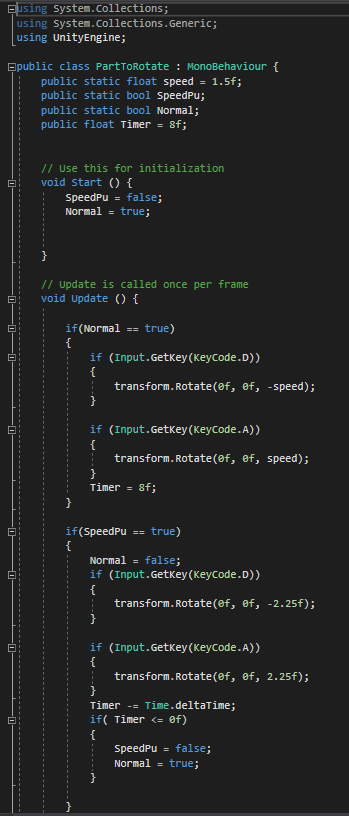 using System.Collections;
using System.Collections.Generic;
using UnityEngine;
public class PartToRotate : MonoBehaviour {
public static float speed = 1.5f;
public static bool SpeedPu;
public static bool Normal;
public float Timer = 8f;
// Use this for initialization
void Start () {
SpeedPu = false;
Normal = true;
}
// Update is called once per frame
void Update () {
if(Normal == true)
{
if (Input.GetKey(KeyCode.D))
{
transform.Rotate(0f, 0f, -speed);
}
if (Input.GetKey(KeyCode.A))
{
transform.Rotate(0f, 0f, speed);
}
Timer = 8f;
}
if(SpeedPu == true)
{
Normal = false;
if (Input.GetKey(KeyCode.D))
{
transform.Rotate(0f, 0f, -2.25f);
}
if (Input.GetKey(KeyCode.A))
{
transform.Rotate(0f, 0f, 2.25f);
}
Timer -= Time.deltaTime;
if( Timer <= 0f)
{
SpeedPu = false;
Normal = true;
}
}